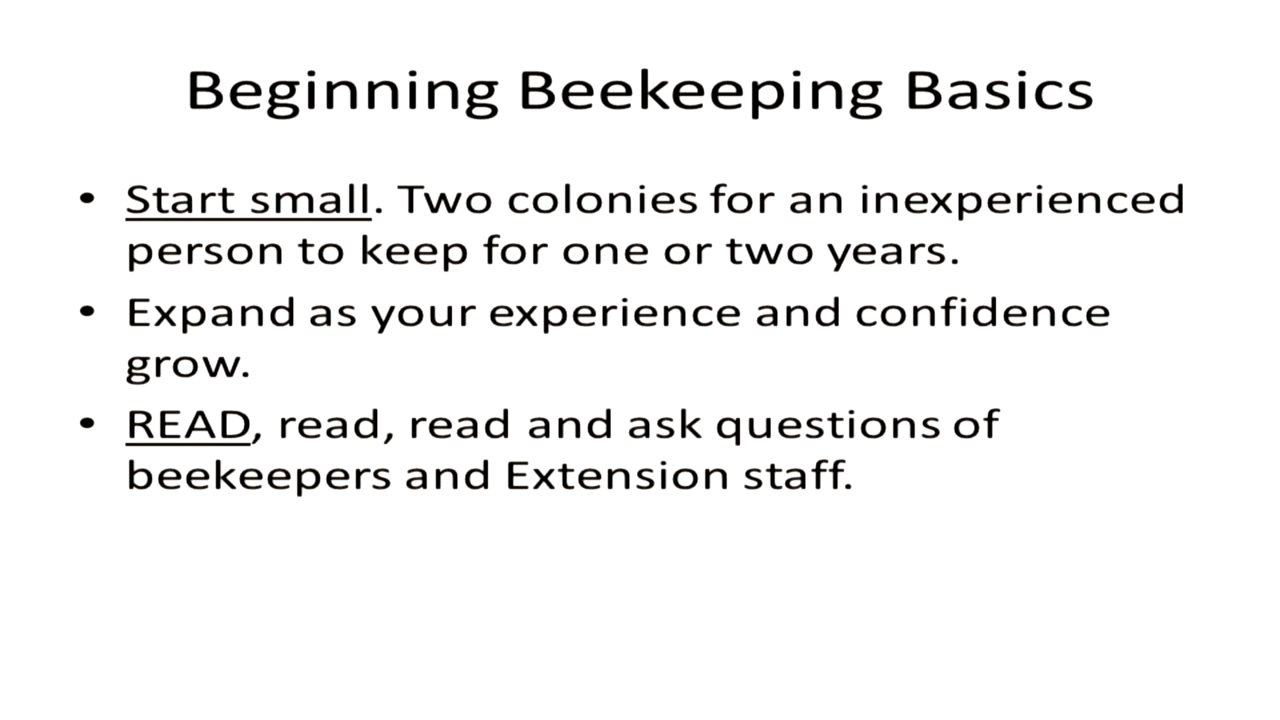 Beginning Beekeeping Basics
• Start small. Two colonies for an inexperienced
person to keep for one or two years.
• Expand as your experience and confidence
grow.
• READ, read, read and ask questions of
beekeepers and Extension staff.